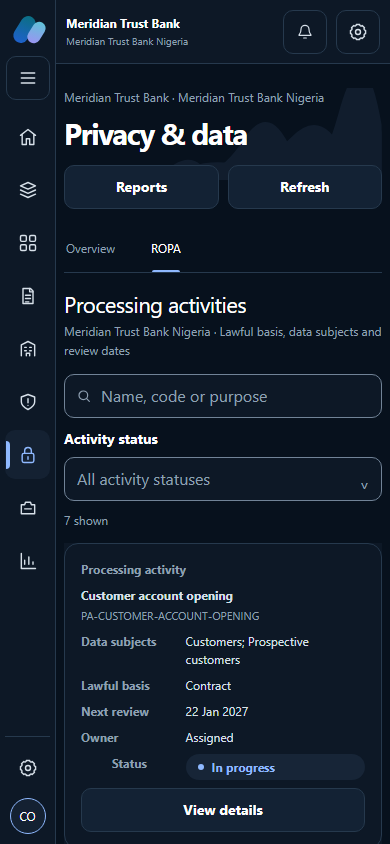 Meridian Trust Bank
Meridian Trust Bank Nigeria
Meridian Trust Bank · Meridian Trust Bank Nigeria
Privacy & data
Reports
Refresh
Overview
ROPA
Processing activities
Meridian Trust Bank Nigeria · Lawful basis, data subjects and
review dates
Name, code or purpose
Activity status
All activity statuses
7 shown
Processing activity
Customer account opening
PA-CUSTOMER-ACCOUNT-OPENING
Data subjects Customers; Prospective
customers
Lawful basis Contract
Next review 22 Jan 2027
Owner Assigned
Status In progress
View details
CO